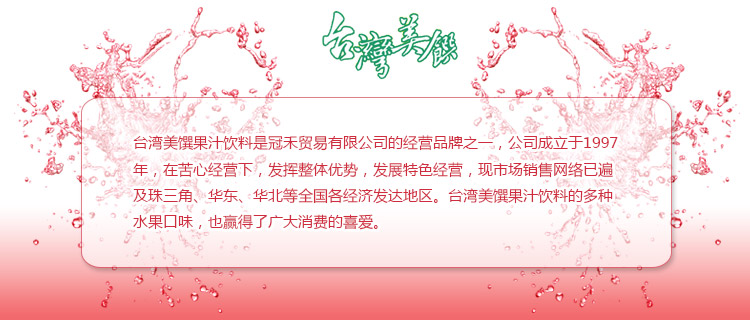 台灣美饌
台湾美馔果汁饮料是冠禾贸易有限公司的经营品牌之一，公司成立于1997
年，在苦心经营下，发挥整体优势，发展特色经营，现市场销售网络已遍
及珠三角、华东、华北等全国各经济发达地区。台湾美馔果汁饮料的多种
水果口味，也赢得了广大消费的喜爱。